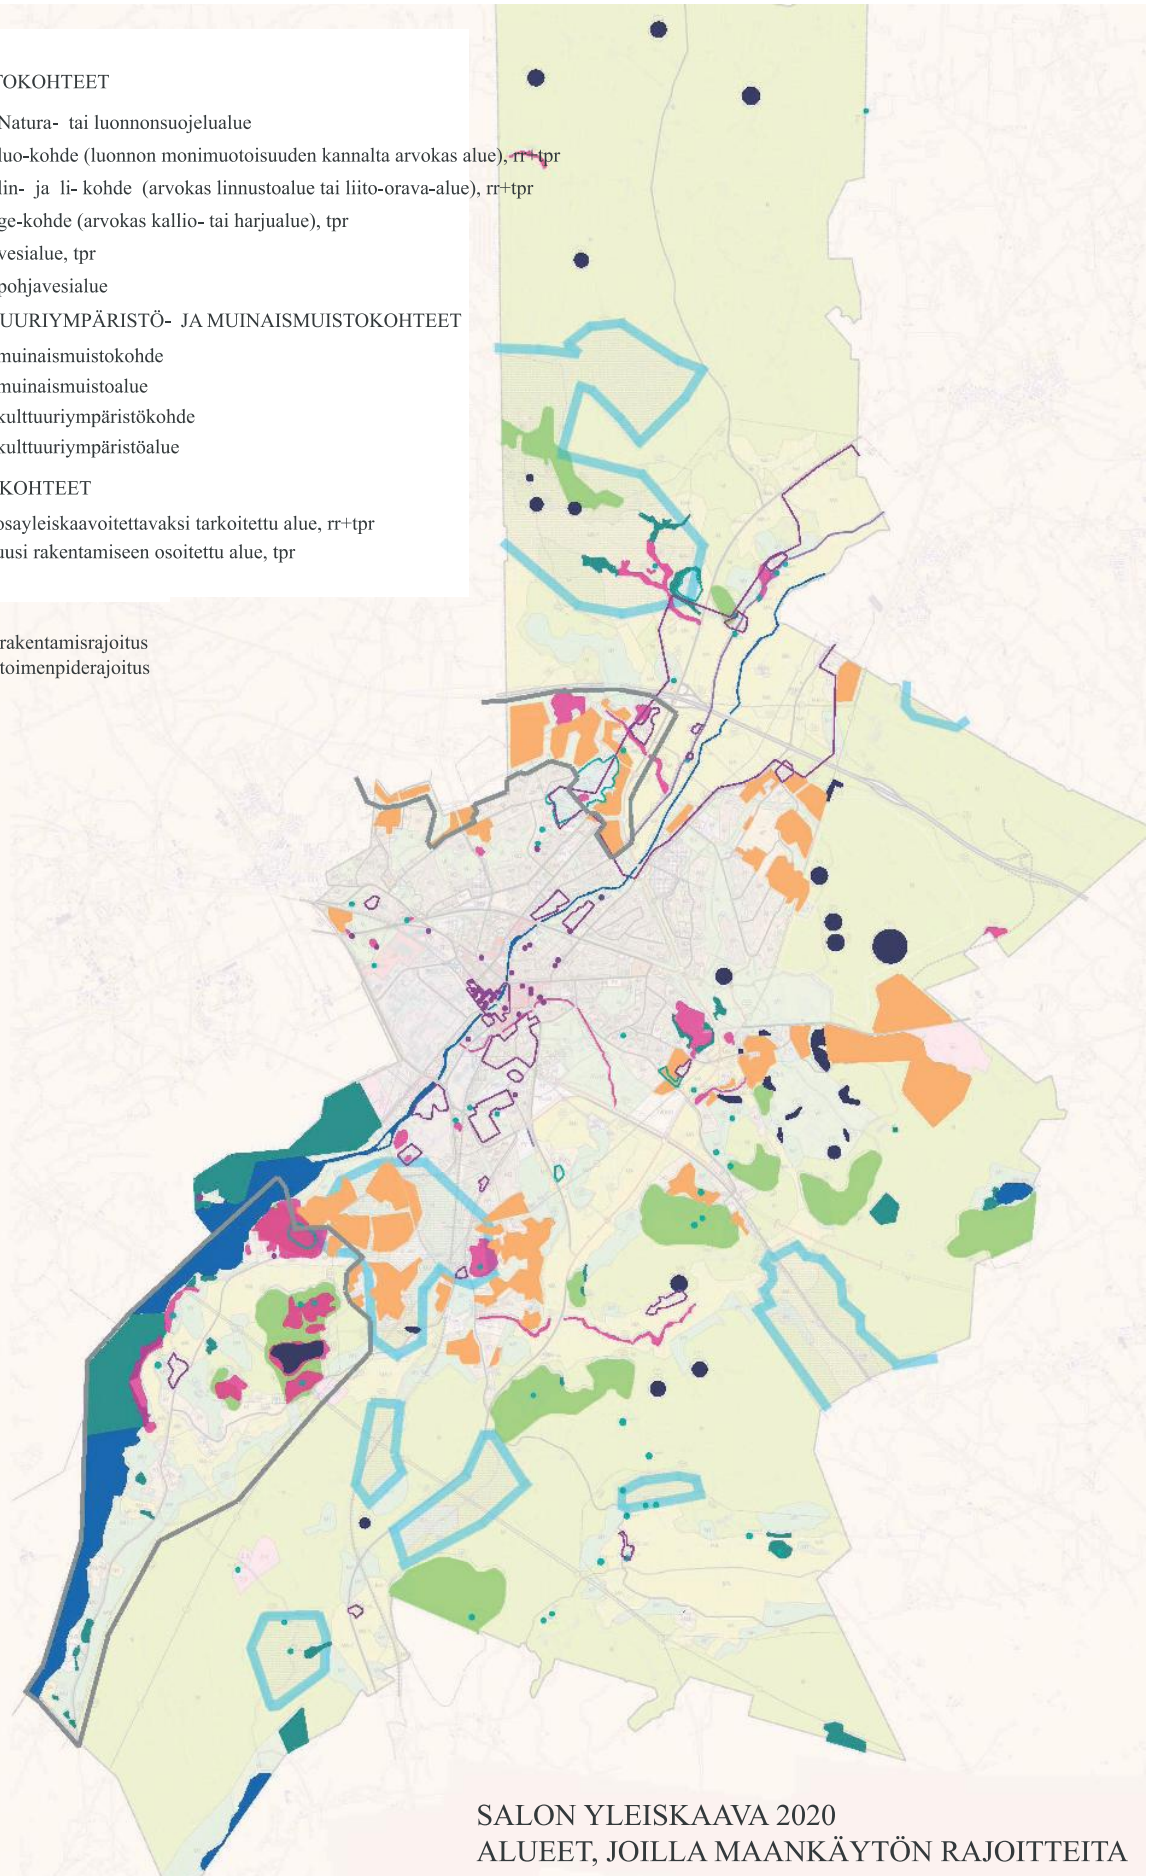 TOKOHTEET
Natura- tai luonnonsuojelualue
luo-kohde (luonnon monimuotoisuuden kannalta arvokas alue), rr+tpr
lin- ja li- kohde (arvokas linnustoalue tai liito-orava-alue), rr+tpr
ge-kohde (arvokas kallio- tai harjualue), tpr
vesialue, tpr
pohjavesialue
UURIYMPÄRISTÖ- JA MUINAISMUISTOKOHTEET
muinaismuistokohde
muinaismuistoalue
kulttuuriympäristökohde
kulttuuriympäristöalue
KOHTEET
osayleiskaavoitettavaksi tarkoitettu alue, rr+tpr
uusi rakentamiseen osoitettu alue, tpr
rakentamisrajoitus
toimenpiderajoitus
SALON YLEISKAAVA 2020
ALUEET, JOILLA MAANKÄYTÖN RAJOITTEITA